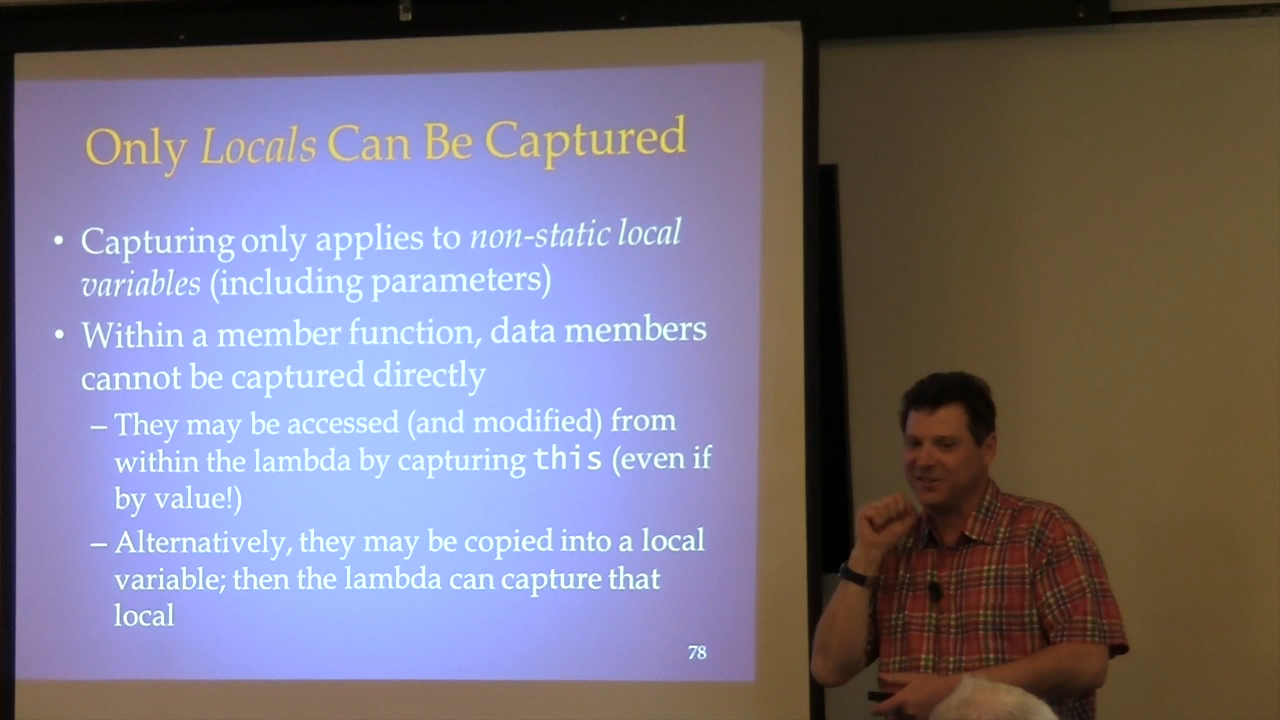 Only Locals Can Be Captured
• Capturing only applies to non-static local
variables (including parameters)
• Within a member function, data members
cannot be captured directly
– They may be accessed (and modified) from
within the lambda by capturing this (even if
by value!)
– Alternatively, they may be copied into a local
variable; then the lambda can capture that
local
78